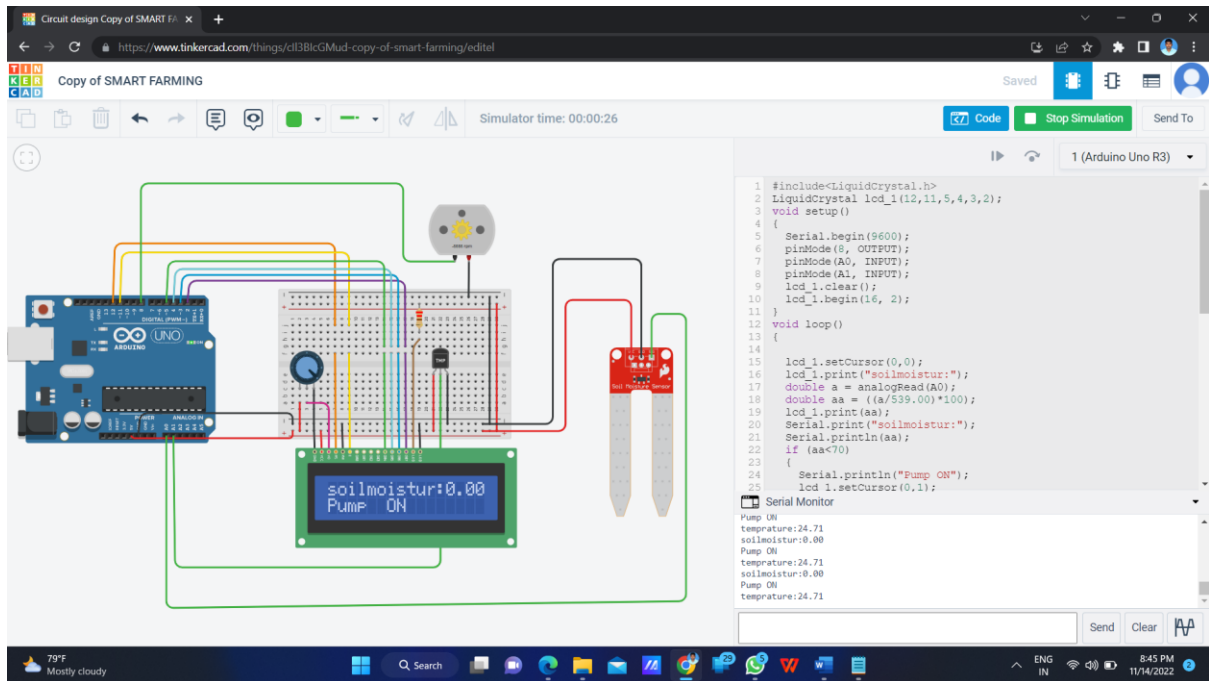 Circuit design Copy of SMART FA
https://www.tinkercad.com/things/cll3BlcGMud-copy-of-smart-farming/editel
TIN
KER
CAD
Copy of SMART FARMING
Saved
Simulator time: 00:00:26
Code
Stop Simulation
Send To
1 (Arduino Uno R3)
DIGITAL (PWM~)
UNO
ARDUINO
POWER
ANALOG IN
TMP
Soil Moisture Sensor
soilmoistur:0.00
Pump ON
1 #include<LiquidCrystal.h>
2 LiquidCrystal lcd_1(12,11,5,4,3,2);
3 void setup()
4 {
5 Serial.begin(9600);
6 pinMode(8, OUTPUT);
7 pinMode(A0, INPUT);
8 pinMode(A1, INPUT);
9 lcd_1.clear();
10 lcd_1.begin(16, 2);
11 }
12 void loop()
13 {
14
15 lcd_1.setCursor(0,0);
16 lcd_1.print("soilmoistur:");
17 double a = analogRead(A0);
18 double aa = ((a/539.00)*100);
19 lcd_1.print(aa);
20 Serial.print("soilmoistur:");
21 Serial.println(aa);
22 if (aa<70)
23 {
24 Serial.println("Pump ON");
25 lcd_1.setCursor(0,1);
Serial Monitor
Pump ON
temprature:24.71
soilmoistur:0.00
Pump ON
temprature:24.71
soilmoistur:0.00
Pump ON
temprature:24.71
Send
Clear
79°F
Mostly cloudy
Search
29
5
ENG
IN
8:45 PM
11/14/2022
2